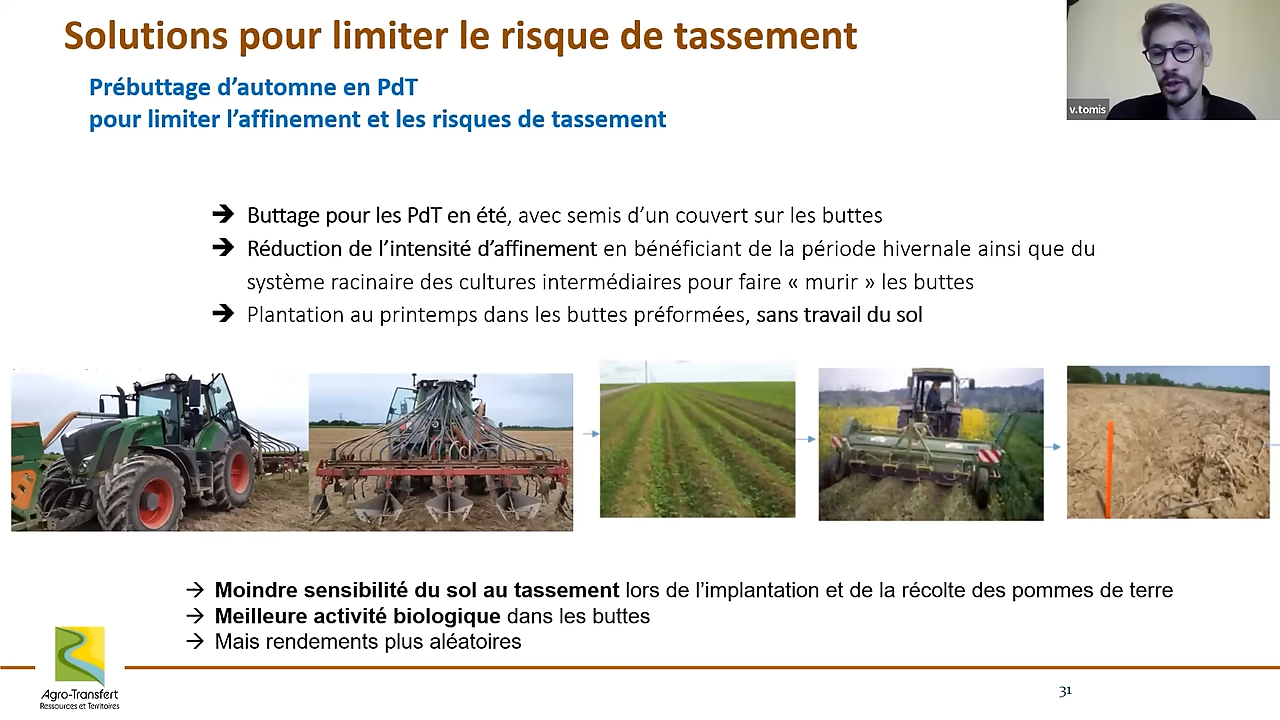 Solutions pour limiter le risque de tassement
v.tomis
Prébuttage d’automne en PdT
pour limiter l’affinement et les risques de tassement
➔ Buttage pour les PdT en été, avec semis d’un couvert sur les buttes
➔ Réduction de l’intensité d’affinement en bénéficiant de la période hivernale ainsi que du
système racinaire des cultures intermédiaires pour faire « murir » les buttes
➔ Plantation au printemps dans les buttes préformées, sans travail du sol
→ Moindre sensibilité du sol au tassement lors de l’implantation et de la récolte des pommes de terre
→ Meilleure activité biologique dans les buttes
→ Mais rendements plus aléatoires
Agro-Transfert
Ressources et Territoires
31